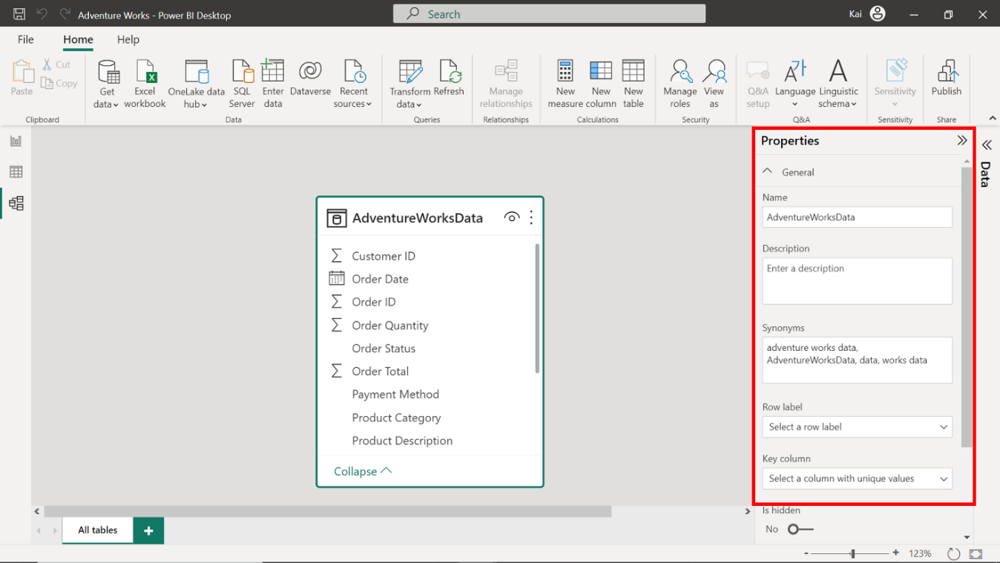 Adventure Works - Power BI Desktop
Search
Kai
File
Home
Help
Paste
Cut
Copy
Clipboard
Get
data
Excel
workbook
OneLake data
hub
SQL
Server
Enter
data
Dataverse
Recent
sources
Data
Transform
data
Refresh
Queries
Manage
relationships
Relationships
New
measure
New
column
New
table
Calculations
Manage
roles
View
as
Security
Q&A
setup
Language
Linguistic
schema
Q&A
Sensitivity
Sensitivity
Publish
Share
AdventureWorksData
Customer ID
Order Date
Order ID
Order Quantity
Order Status
Order Total
Payment Method
Product Category
Product Description
Collapse
Properties
General
Name
AdventureWorksData
Description
Enter a description
Synonyms
adventure works data,
AdventureWorksData, data, works data
Row label
Select a row label
Key column
Select a column with unique values
Is hidden
No
Data
All tables
+
- + 123%